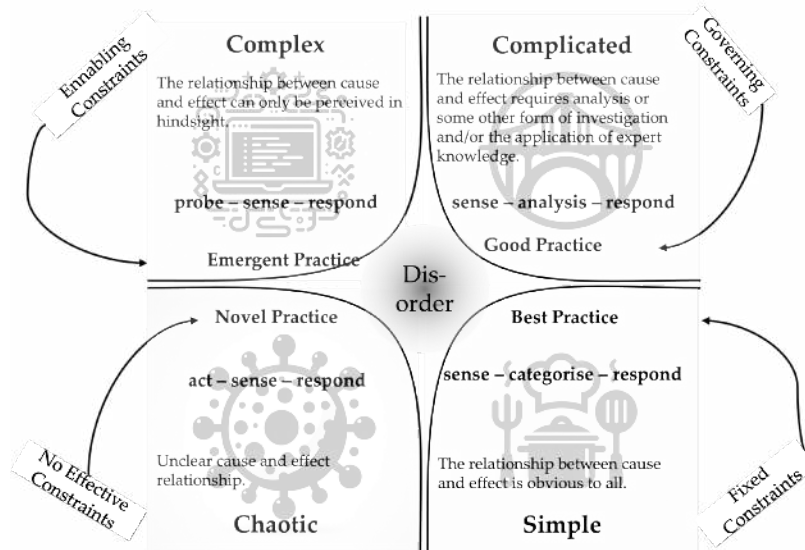 Ennabling
Constraints
Complex
The relationship between cause
and effect can only be perceived in
hindsight.
probe – sense – respond
Emergent Practice
Complicated
The relationship between cause
and effect requires analysis or
some other form of investigation
and/or the application of expert
knowledge.
sense – analysis – respond
Good Practice
Governing
Constraints
Dis-
order
Novel Practice
act – sense – respond
Unclear cause and effect
relationship.
Chaotic
No Effective
Constraints
Best Practice
sense – categorise – respond
The relationship between cause
and effect is obvious to all.
Simple
Fixed
Constraints